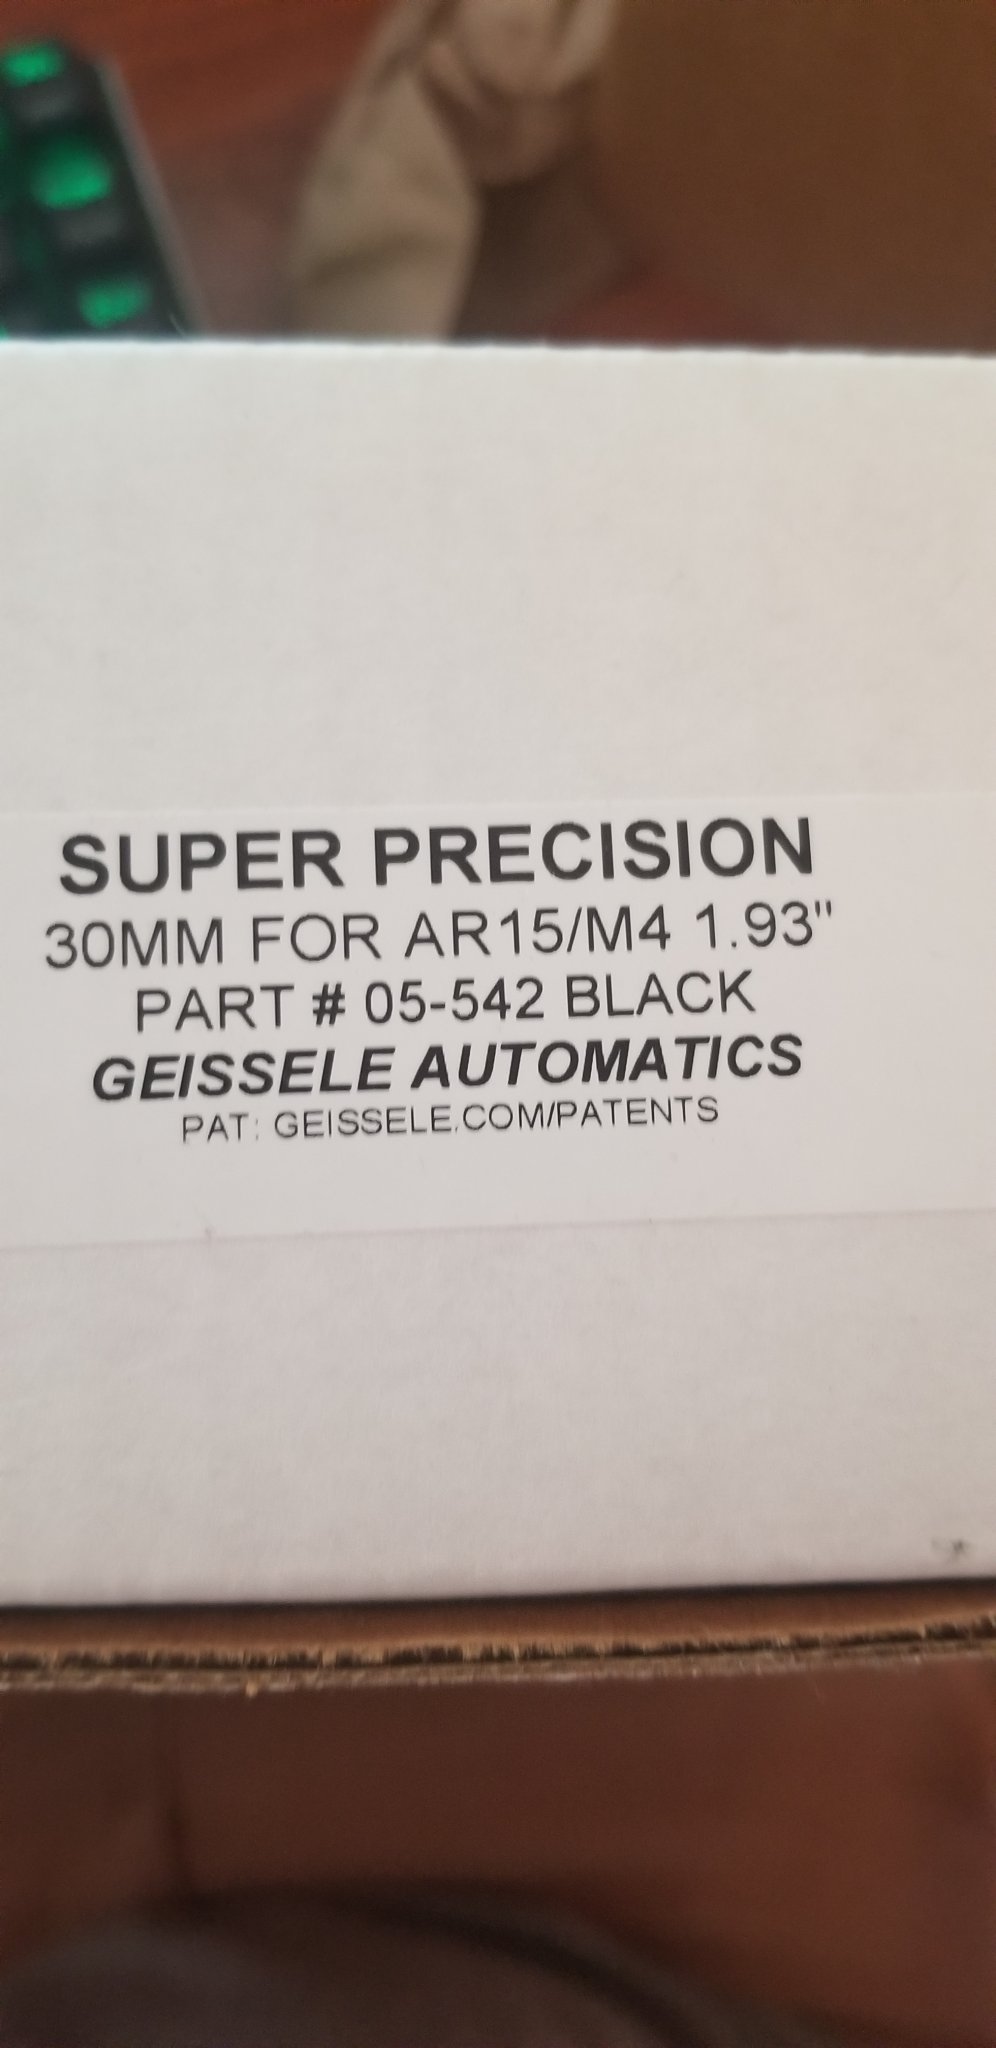 SUPER PRECISION
30MM FOR AR15/M4 1.93"
PART # 05-542 BLACK
GEISSELE AUTOMATICS
PAT: GEISSELE.COM/PATENTS